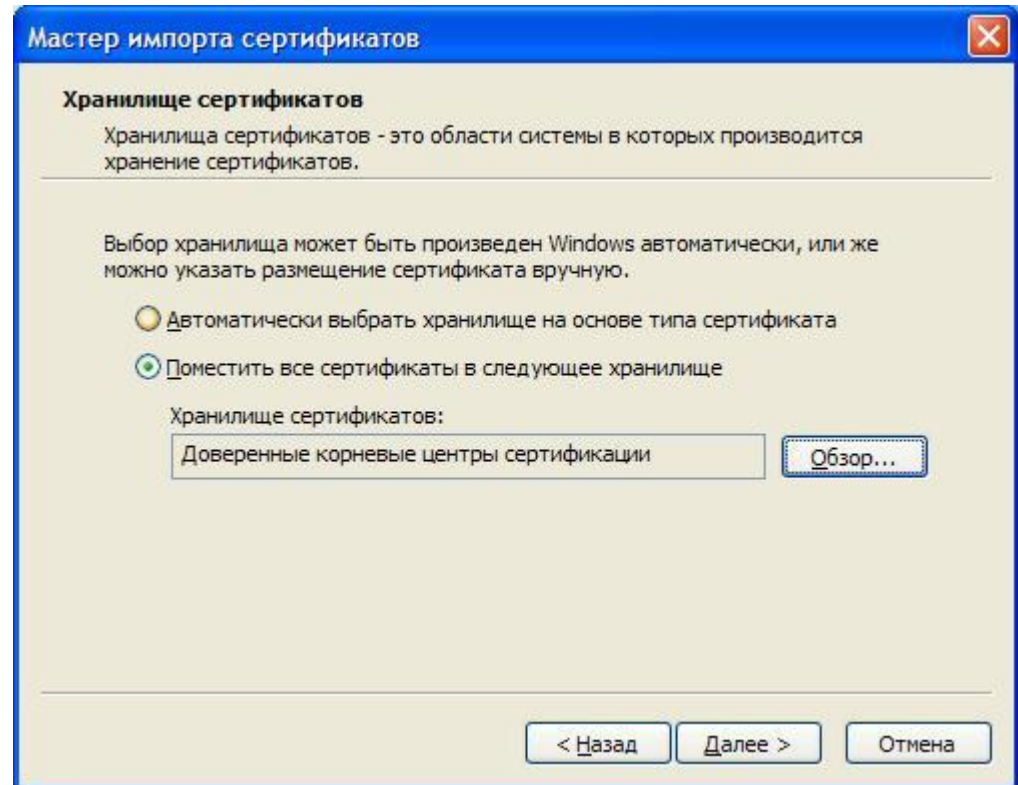 Мастер импорта сертификатов
Хранилище сертификатов
Хранилища сертификатов - это области системы в которых производится
хранение сертификатов.
Выбор хранилища может быть произведен Windows автоматически, или же
можно указать размещение сертификата вручную.
Автоматически выбрать хранилище на основе типа сертификата
Поместить все сертификаты в следующее хранилище
Хранилище сертификатов:
Доверенные корневые центры сертификации
Обзор...
< Назад
Далее >
Отмена